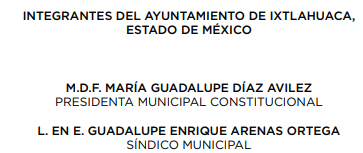 INTEGRANTES DEL AYUNTAMIENTO DE IXTLAHUACA,
ESTADO DE MÉXICO
M.D.F. MARÍA GUADALUPE DÍAZ AVILEZ
PRESIDENTA MUNICIPAL CONSTITUCIONAL
L. EN E. GUADALUPE ENRIQUE ARENAS ORTEGA
SÍNDICO MUNICIPAL